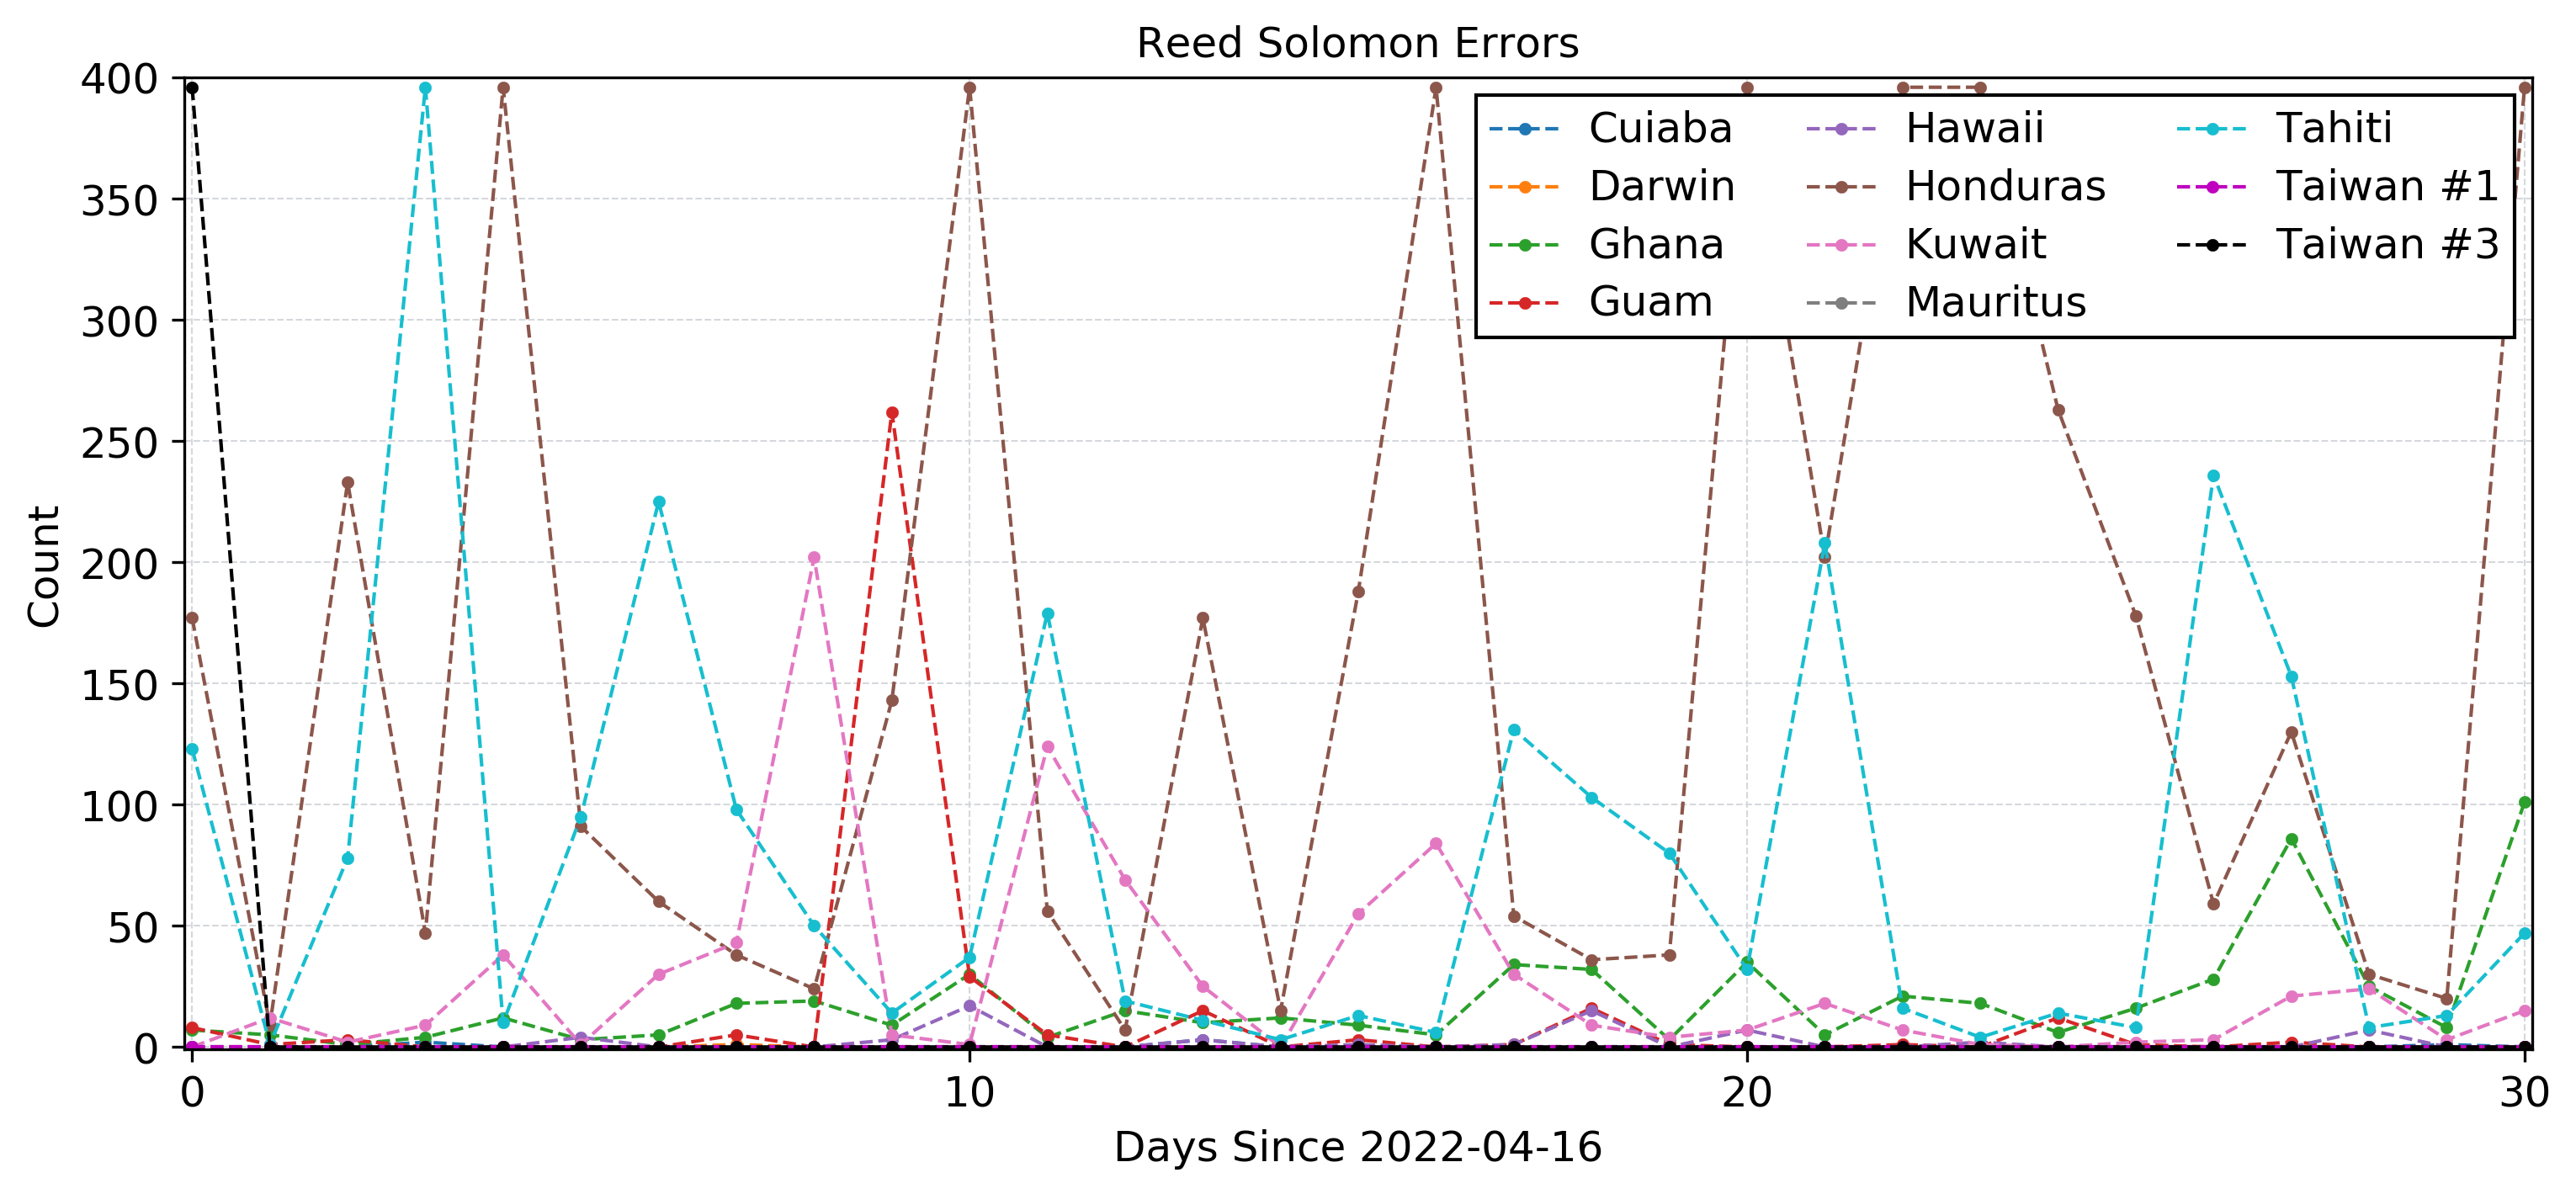 Reed Solomon Errors
400
350
300
250
200
150
100
50
0
Count
Cuiaba
Darwin
Ghana
Guam
Hawaii
Honduras
Kuwait
Mauritus
Tahiti
Taiwan #1
Taiwan #3
0 10 20 30
Days Since 2022-04-16